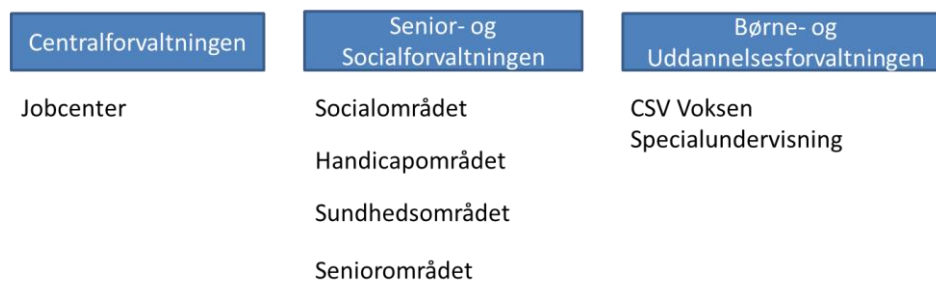 Centralforvaltningen
Jobcenter
Senior- og
Socialforvaltningen
Socialområdet
Handicapområdet
Sundhedsområdet
Seniorområdet
Børne- og
Uddannelsesforvaltningen
CSV Voksen
Specialundervisning